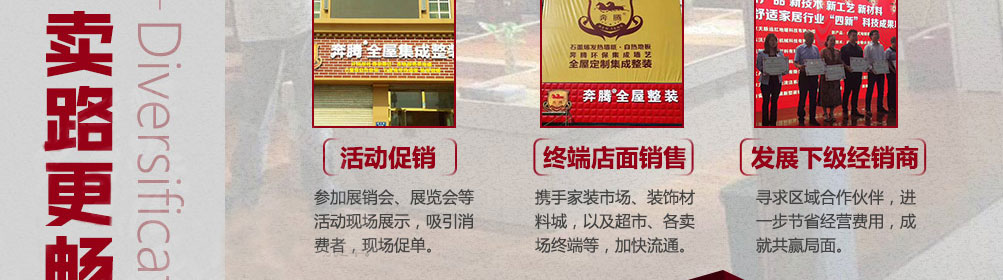 卖路更畅
Diversificat
奔腾®全屋集成整装
奔腾
石墨烯发热墙暖·自热地板
奔腾环保集成墙艺
全屋定制集成整装
奔腾®全屋整装
品 新技术 新工艺 新材料
舒适家居行业“四新”科技成果
活动促销
参加展销会、展览会等
活动现场展示，吸引消
费者，现场促单。
终端店面销售
携手家装市场、装饰材
料城，以及超市、各卖
场终端等，加快流通。
发展下级经销商
寻求区域合作伙伴，进
一步节省经营费用，成
就共赢局面。